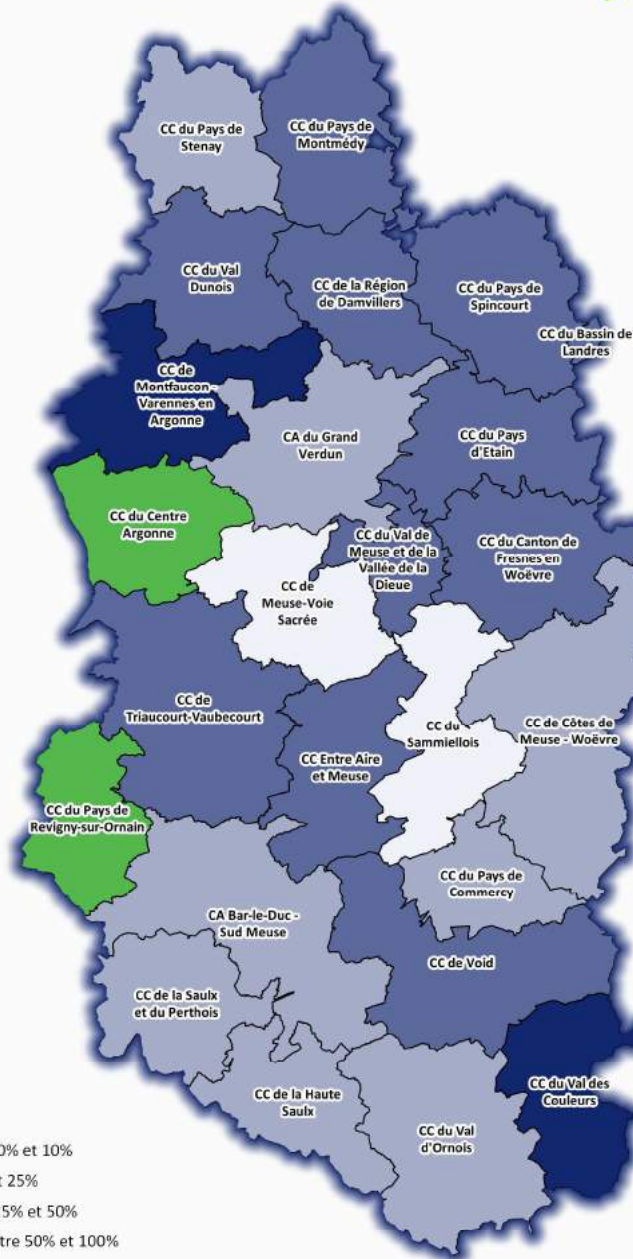 CC du Pays de
Stenay
CC du Pays de
Montmédy
CC du Val
Dunois
CC de la Région
de Damvillers
CC du Pays de
Spincourt
CC du Bassin de
Landres
CC de
Montfaucon -
Varennes en
Argonne
CA du Grand
Verdun
CC du Pays
d'Etain
CC du Centre
Argonne
CC du Val de
Meuse et de la
Vallée de la
Dieue
CC du Canton de
Fresnes en
Woëvre
CC de
Meuse-Voie
Sacrée
CC de
Triaucourt-Vaubecourt
CC Entre Aire
et Meuse
CC du
Sammiellois
CC de Côtes de
Meuse - Woëvre
CC du Pays de
Revigny-sur-Ornain
CC du Pays de
Commercy
CA Bar-le-Duc -
Sud Meuse
CC de Void
CC de la Saulx
et du Perthois
CC de la Haute
Saulx
CC du Val
d'Ornois
CC du Val des
Couleurs
0% et 10%
25%
5% et 50%
tre 50% et 100%